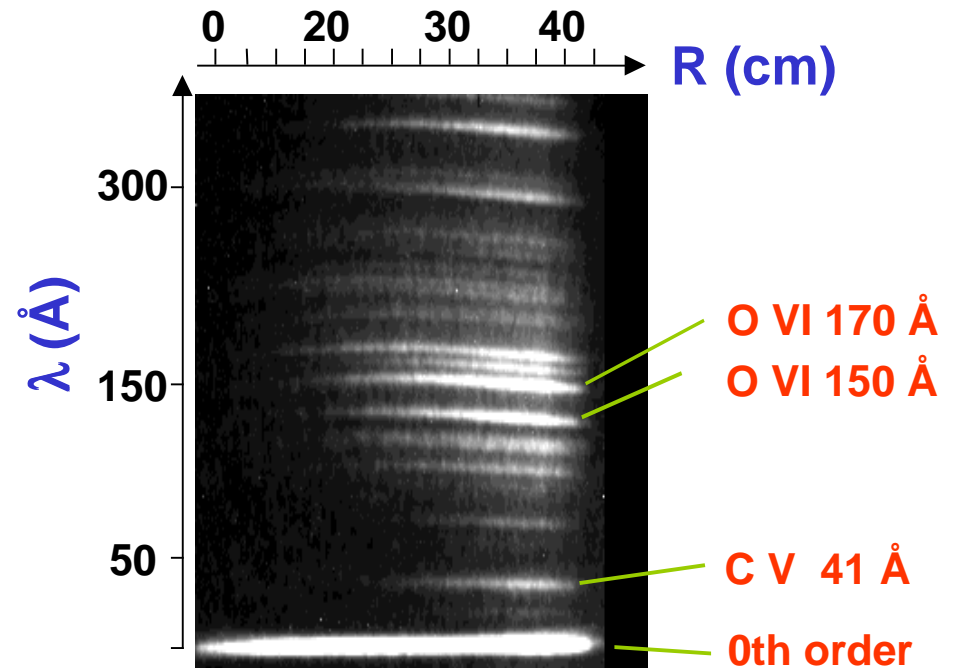 0 20 30 40
R (cm)
300
λ (Å)
O VI 170 Å
150
O VI 150 Å
50
C V 41 Å
0th order